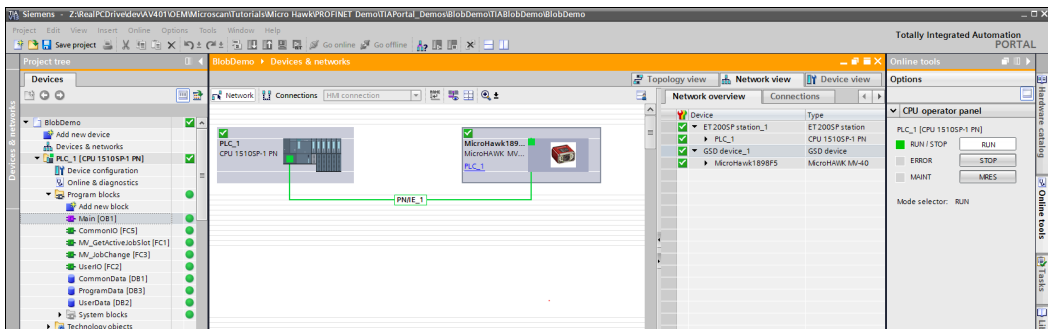 Siemens - Z:\RealPCDrive\dev\AV401\OEM\Microscan\Tutorials\Micro Hawk\PROFINET Demo\TIAPortal_Demos\BlobDemo\TIABlobDemo\BlobDemo
Project Edit View Insert Online Options Tools Window Help
Save project Go online Go offline
Totally Integrated Automation
PORTAL
Project tree
BlobDemo Devices & networks
Online tools
Devices
Topology view Network view Device view
Options
Network Connections HMI connection
Network overview Connections
Devices & networks
BlobDemo
Add new device
Devices & networks
PLC_1 [CPU 1510SP-1 PN]
Device configuration
Online & diagnostics
Program blocks
Add new block
Main [OB1]
CommonIO [FC5]
MV_GetActiveJobSlot [FC1]
MV_JobChange [FC3]
UserIO [FC2]
CommonData [DB1]
ProgramData [DB3]
UserData [DB2]
System blocks
Technology objects
PLC_1
CPU 1510SP-1 PN
MicroHawk189...
MicroHAWK MV...
PLC_1
PN/IE_1
Device Type
ET200SP station_1 ET 200SP station
PLC_1 CPU 1510SP-1 PN
GSD device_1 GSD device
MicroHawk1898F5 MicroHAWK MV-40
CPU operator panel
PLC_1 [CPU 1510SP-1 PN]
RUN / STOP RUN
ERROR STOP
MAINT MRES
Mode selector: RUN
Hardware catalog
Online tools
Tasks